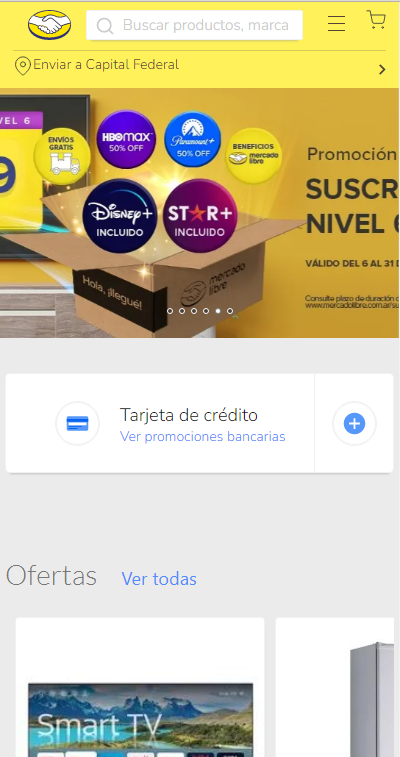 Buscar productos, marca
Enviar a Capital Federal
VEL 6
9
ENVÍOS
GRATIS
HBOmax
50% OFF
Paramount+
50% OFF
BENEFICIOS
mercado
libre
Disney+
INCLUIDO
STAR+
INCLUIDO
Hola, ¡llegué!
mercado
libre
Promoción
SUSCR
NIVEL 6
VÁLIDO DEL 6 AL 31 D
Consulte plazo de duración
www.mercadolibre.com.ar/su
Tarjeta de crédito
Ver promociones bancarias
Ofertas Ver todas
Smart TV